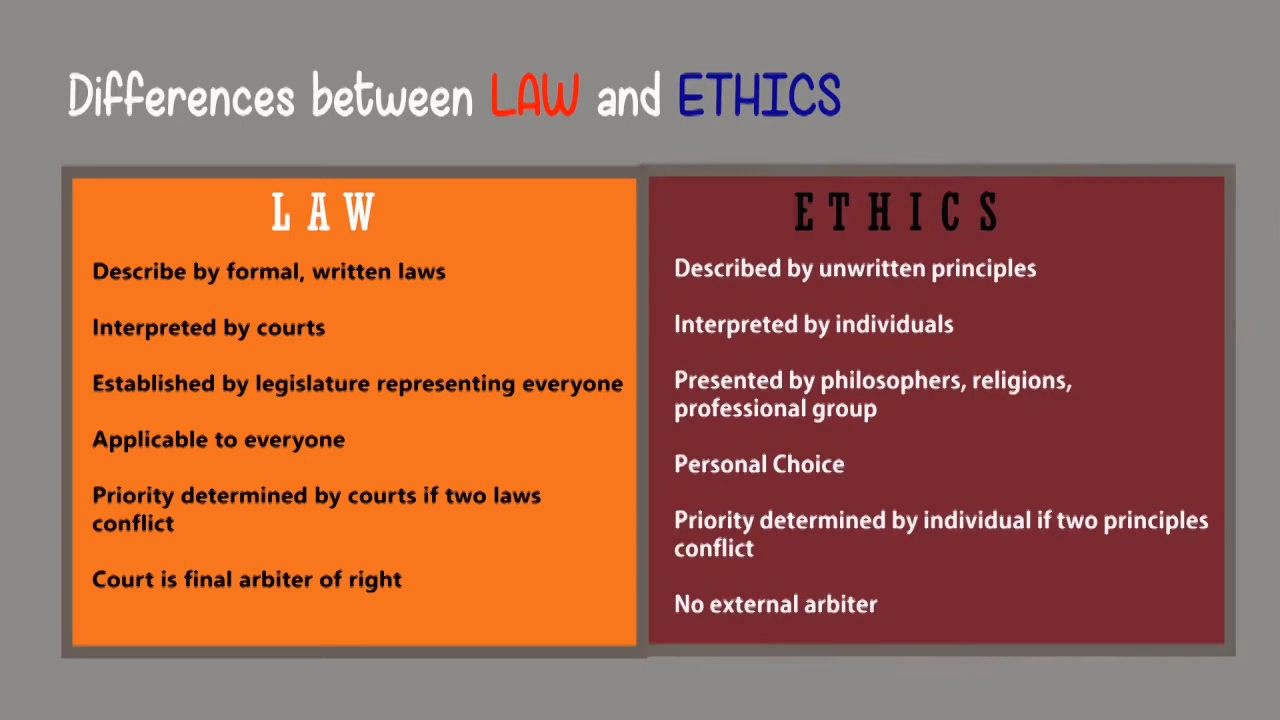 Differences between LAW and ETHICS
LAW
Describe by formal, written laws
Interpreted by courts
Established by legislature representing everyone
Applicable to everyone
Priority determined by courts if two laws
conflict
Court is final arbiter of right
ETHICS
Described by unwritten principles
Interpreted by individuals
Presented by philosophers, religions,
professional group
Personal Choice
Priority determined by individual if two principles
conflict
No external arbiter